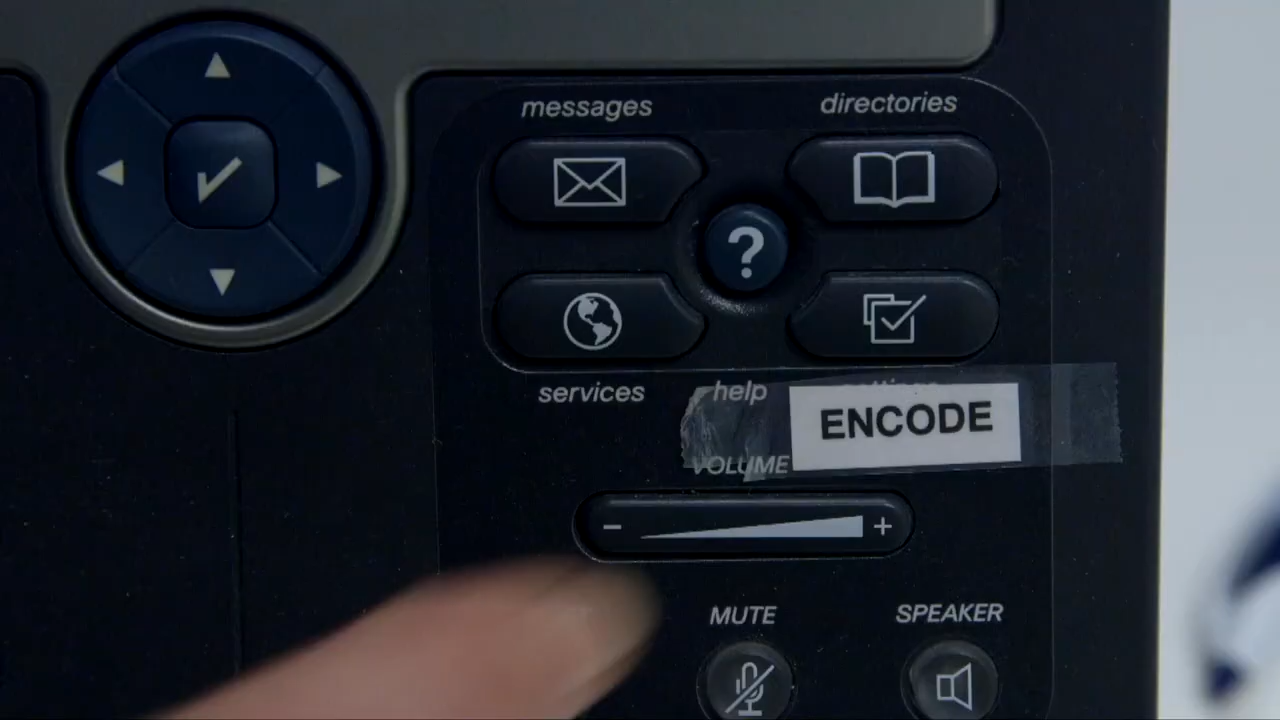 messages
directories
?
services
help
ENCODE
VOLUME
- +
MUTE
SPEAKER